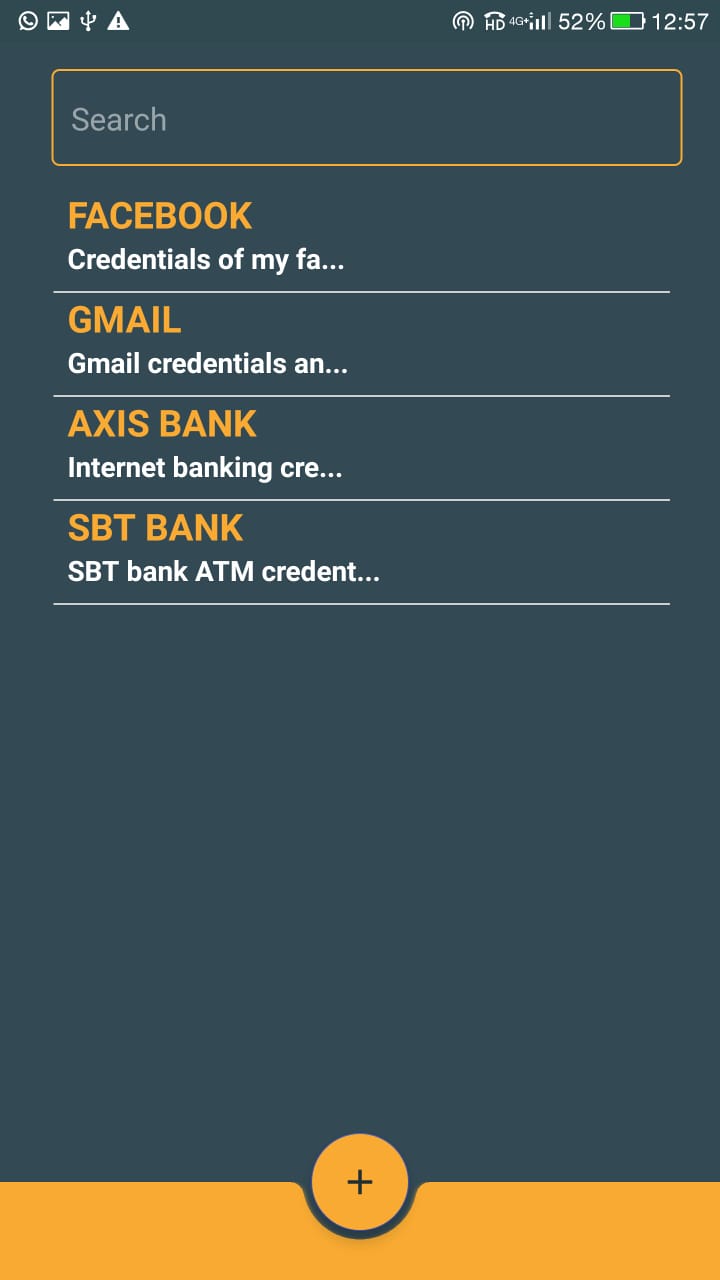 HD 4G+ 52% 12:57
Search
FACEBOOK
Credentials of my fa...
GMAIL
Gmail credentials an...
AXIS BANK
Internet banking cre...
SBT BANK
SBT bank ATM credent...
+